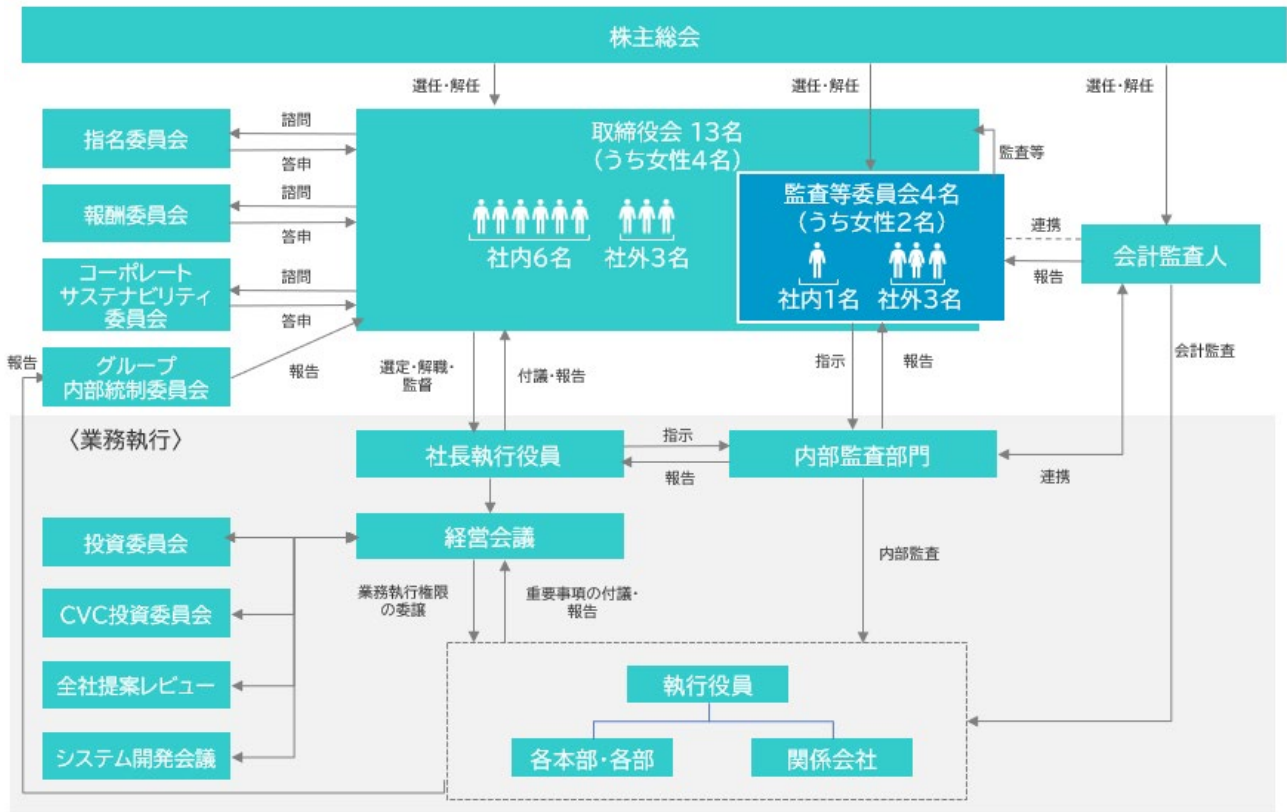 株主総会
選任・解任
選任・解任
選任・解任
指名委員会
諮問
答申
報酬委員会
諮問
答申
コーポレート
サステナビリティ
委員会
諮問
答申
グループ
内部統制委員会
報告
報告
取締役会 13名
(うち女性4名)
社内6名
社外3名
監査等委員会4名
(うち女性2名)
社内1名
社外3名
監査等
連携
報告
会計監査人
会計監査
選定・解職・
監督
付議・報告
指示
報告
〈業務執行〉
社長執行役員
指示
報告
内部監査部門
連携
経営会議
内部監査
投資委員会
CVC投資委員会
全社提案レビュー
システム開発会議
業務執行権限
の委譲
重要事項の付議・
報告
執行役員
各本部・各部
関係会社